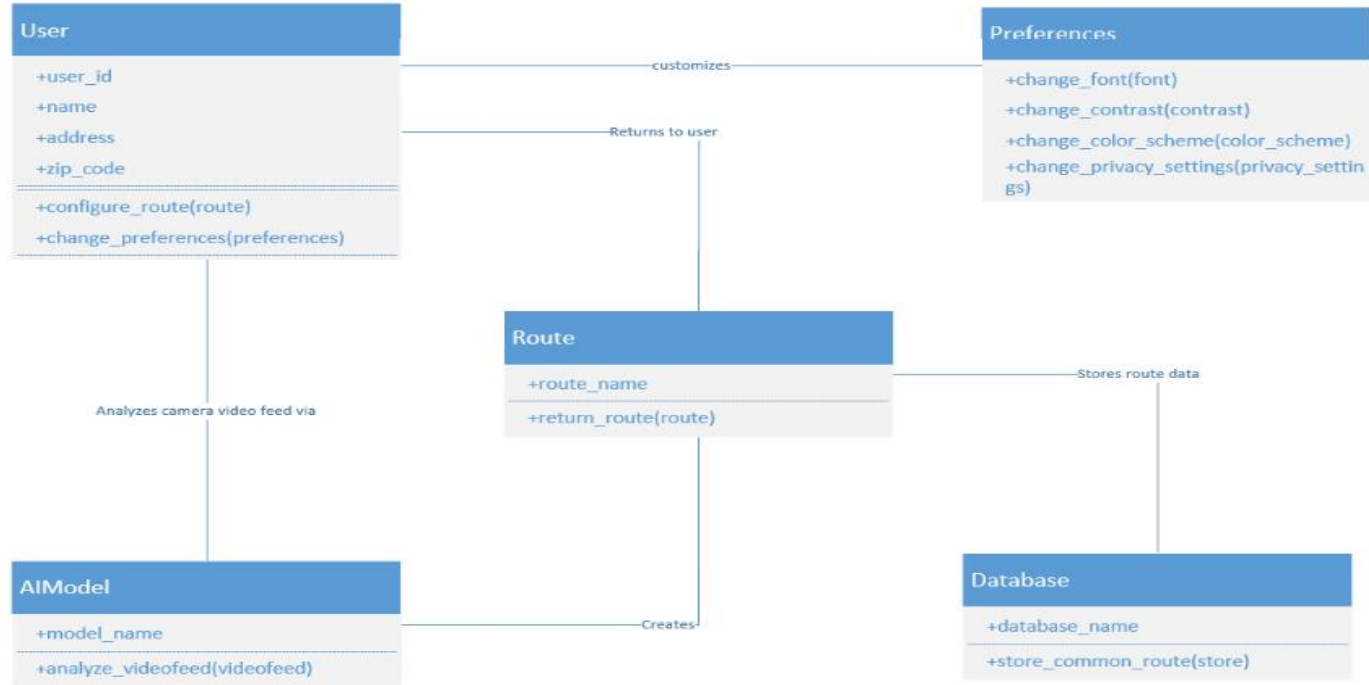 User
+user_id
+name
+address
+zip_code
+configure_route(route)
+change_preferences(preferences)
customizes
Returns to user
Preferences
+change_font(font)
+change_contrast(contrast)
+change_color_scheme(color_scheme)
+change_privacy_settings(privacy_settin
gs)
Route
+route_name
+return_route(route)
Stores route data
Analyzes camera video feed via
AIModel
+model_name
+analyze_videofeed(videofeed)
Creates
Database
+database_name
+store_common_route(store)